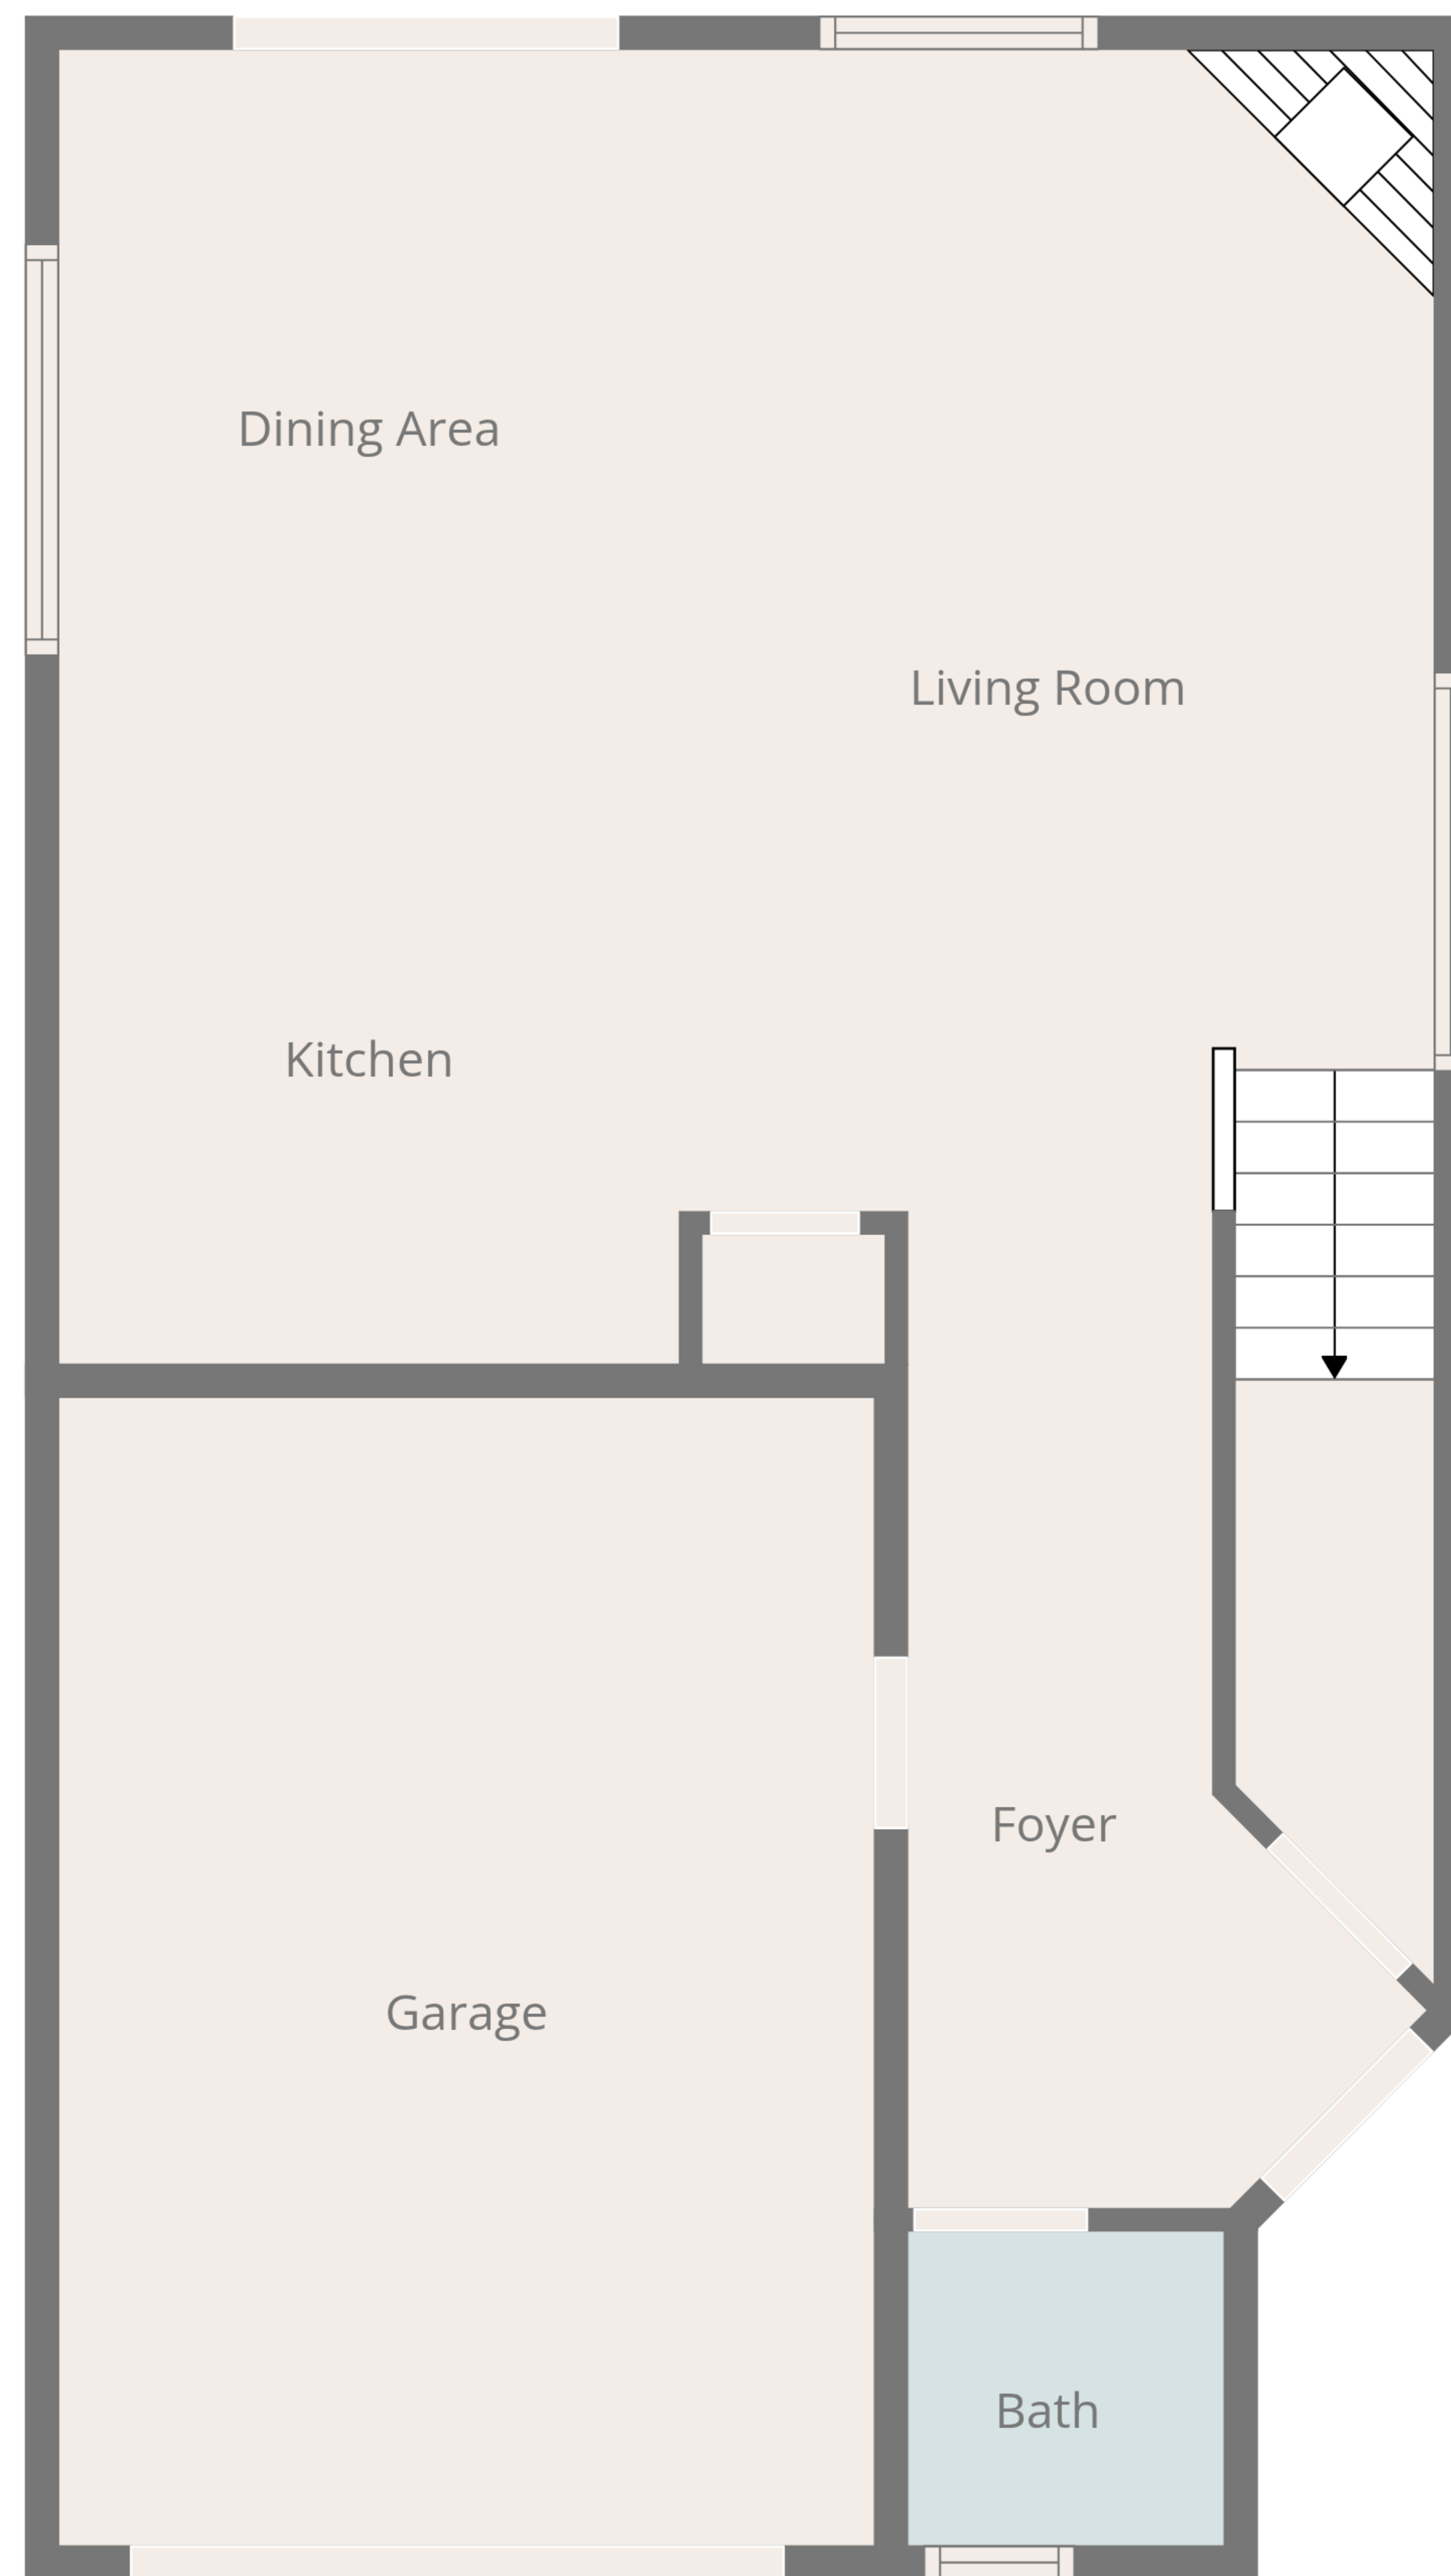 Dining Area
Living Room
Kitchen
Foyer
Garage
Bath